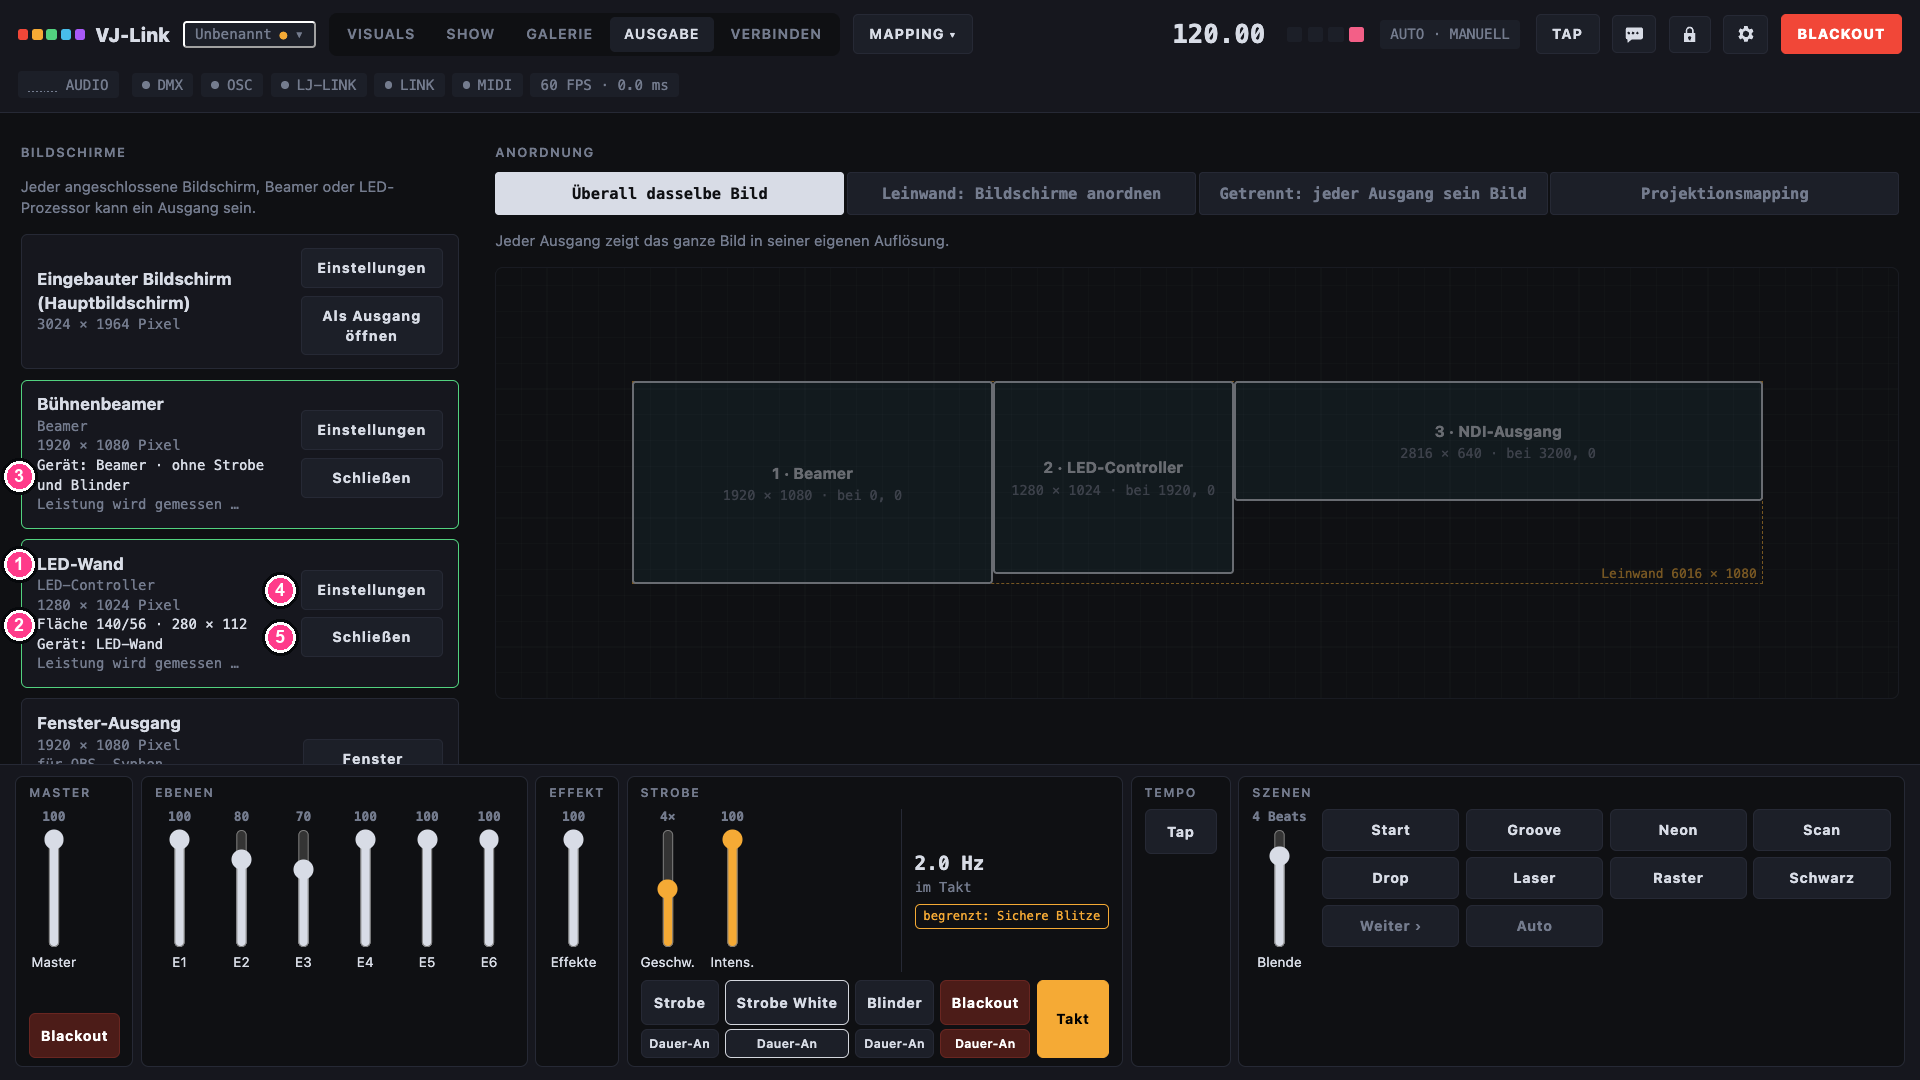 VJ-Link
Unbenannt
VISUALS
SHOW
GALERIE
AUSGABE
VERBINDEN
MAPPING
120.00
AUTO · MANUELL
TAP
BLACKOUT
AUDIO
DMX
OSC
LJ-LINK
LINK
MIDI
60 FPS · 0.0 ms
BILDSCHIRME
Jeder angeschlossene Bildschirm, Beamer oder LED-
Prozessor kann ein Ausgang sein.
Eingebauter Bildschirm
(Hauptbildschirm)
3024 × 1964 Pixel
Einstellungen
Als Ausgang
öffnen
Bühnenbeamer
Beamer
1920 × 1080 Pixel
3
Gerät: Beamer · ohne Strobe
und Blinder
Leistung wird gemessen …
Einstellungen
Schließen
1
LED-Wand
LED-Controller
1280 × 1024 Pixel
2
Fläche 140/56 · 280 × 112
Gerät: LED-Wand
Leistung wird gemessen …
4
Einstellungen
5
Schließen
Fenster-Ausgang
1920 × 1080 Pixel
für OBS, Syphon
Fenster
ANORDNUNG
Überall dasselbe Bild
Leinwand: Bildschirme anordnen
Getrennt: jeder Ausgang sein Bild
Projektionsmapping
Jeder Ausgang zeigt das ganze Bild in seiner eigenen Auflösung.
1 · Beamer
1920 × 1080 · bei 0, 0
2 · LED-Controller
1280 × 1024 · bei 1920, 0
3 · NDI-Ausgang
2816 × 640 · bei 3200, 0
Leinwand 6016 × 1080
MASTER
100
Master
Blackout
EBENEN
100
80
70
100
100
100
E1
E2
E3
E4
E5
E6
EFFEKT
100
Effekte
STROBE
4×
100
Geschw.
Intens.
2.0 Hz
im Takt
begrenzt: Sichere Blitze
Strobe
Strobe White
Blinder
Blackout
Takt
Dauer-An
Dauer-An
Dauer-An
Dauer-An
TEMPO
Tap
SZENEN
4 Beats
Blende
Start
Groove
Neon
Scan
Drop
Laser
Raster
Schwarz
Weiter ›
Auto